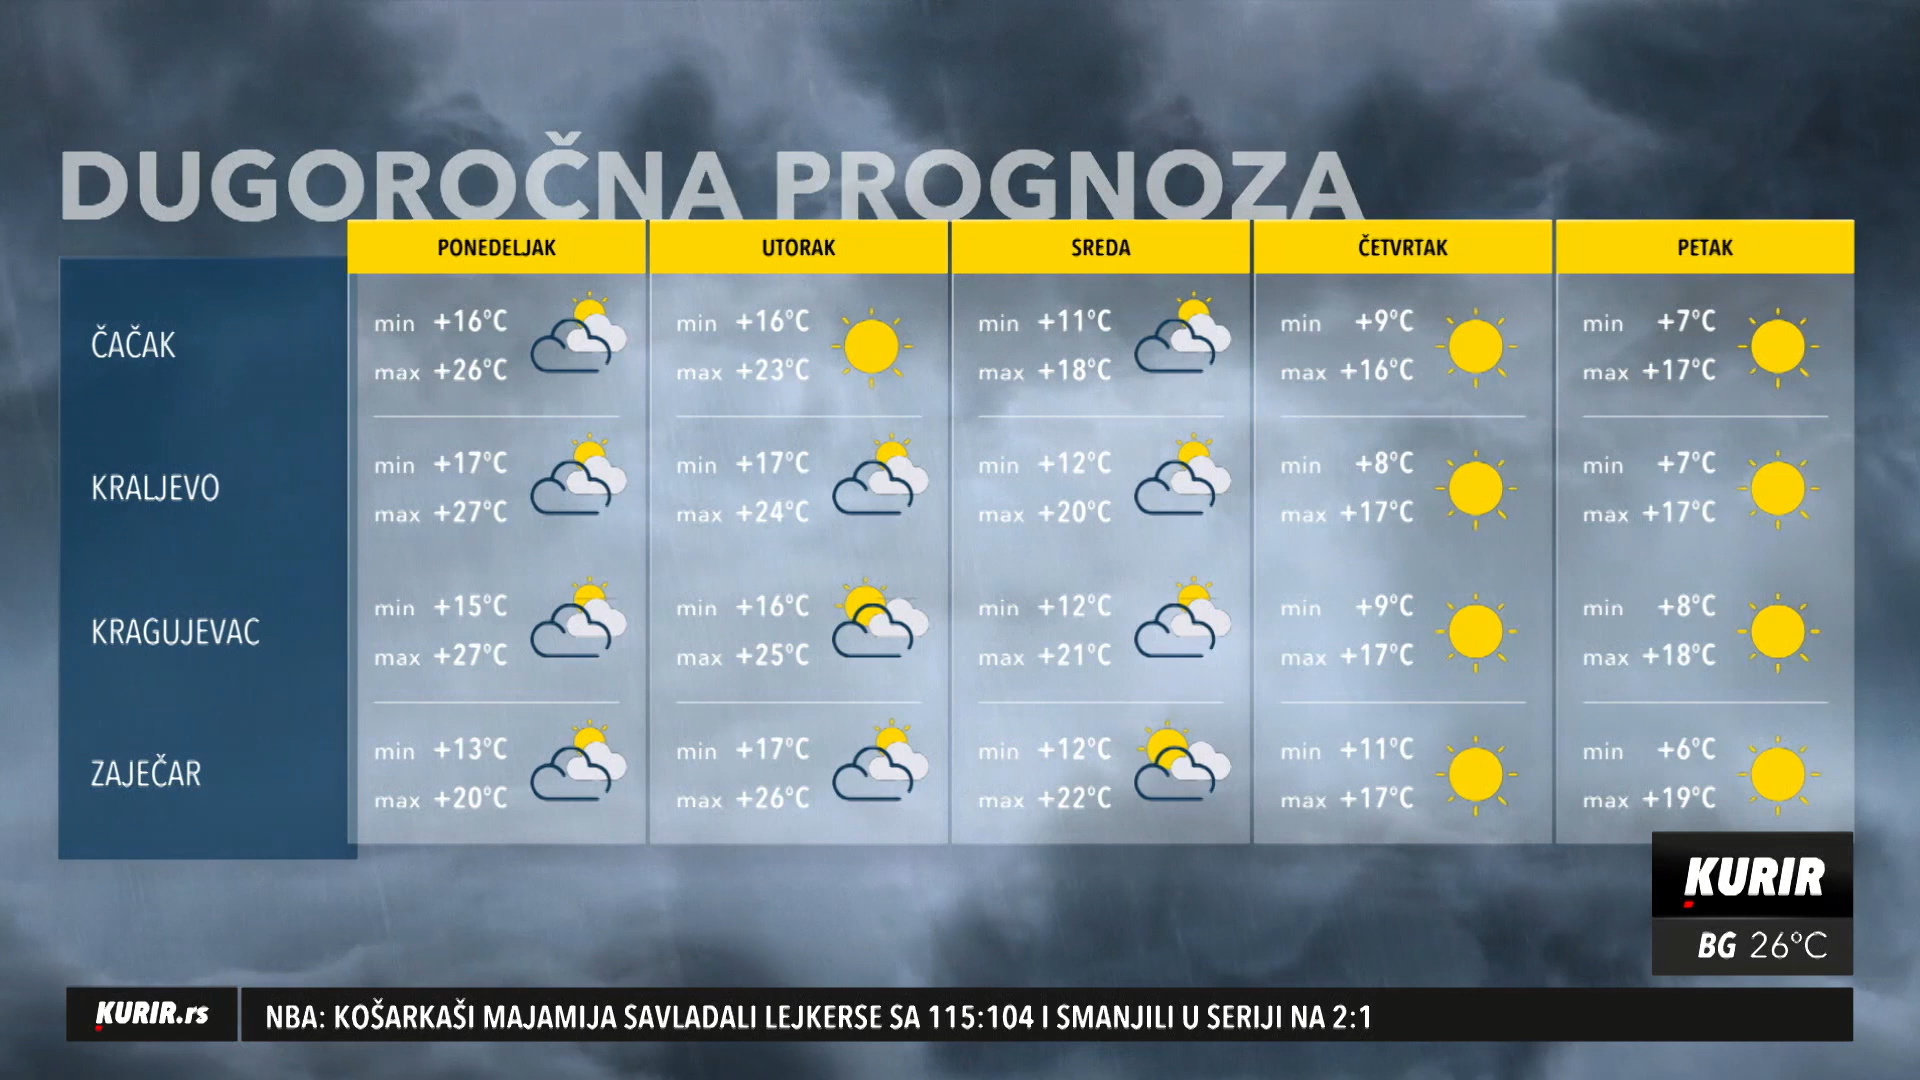 DUGOROČNA PROGNOZA
PONEDELJAK UTORAK SREDA ČETVRTAK PETAK
ČAČAK
min +16°C min +16°C min +11°C min +9°C min +7°C
max +26°C max +23°C max +18°C max +16°C max +17°C
KRALJEVO
min +17°C min +17°C min +12°C min +8°C min +7°C
max +27°C max +24°C max +20°C max +17°C max +17°C
KRAGUJEVAC
min +15°C min +16°C min +12°C min +9°C min +8°C
max +27°C max +25°C max +21°C max +17°C max +18°C
ZAJEČAR
min +13°C min +17°C min +12°C min +11°C min +6°C
max +20°C max +26°C max +22°C max +17°C max +19°C
KURIR
BG 26°C
KURIR.rs NBA: KOŠARKAŠI MAJAMIJA SAVLADALI LEJKERSE SA 115:104 I SMANJILI U SERIJI NA 2:1